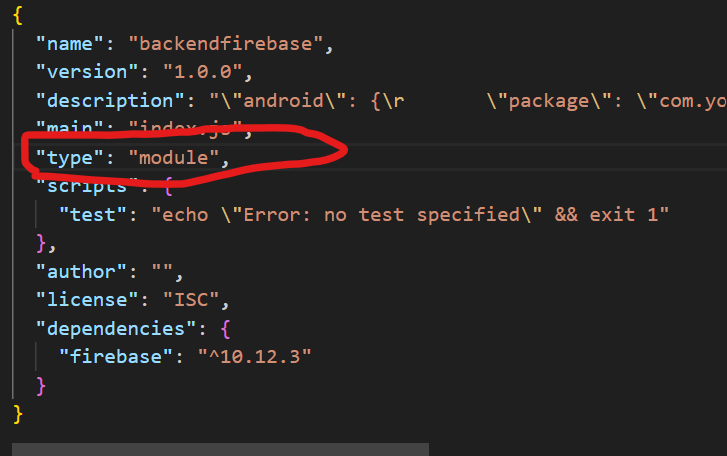 {
"name": "backendfirebase",
"version": "1.0.0",
"description": "\"android\": {\r \"package\": \"com.yo
"main": "index.js",
"type": "module",
"scripts": {
"test": "echo \"Error: no test specified\" && exit 1"
},
"author": "",
"license": "ISC",
"dependencies": {
"firebase": "^10.12.3"
}
}